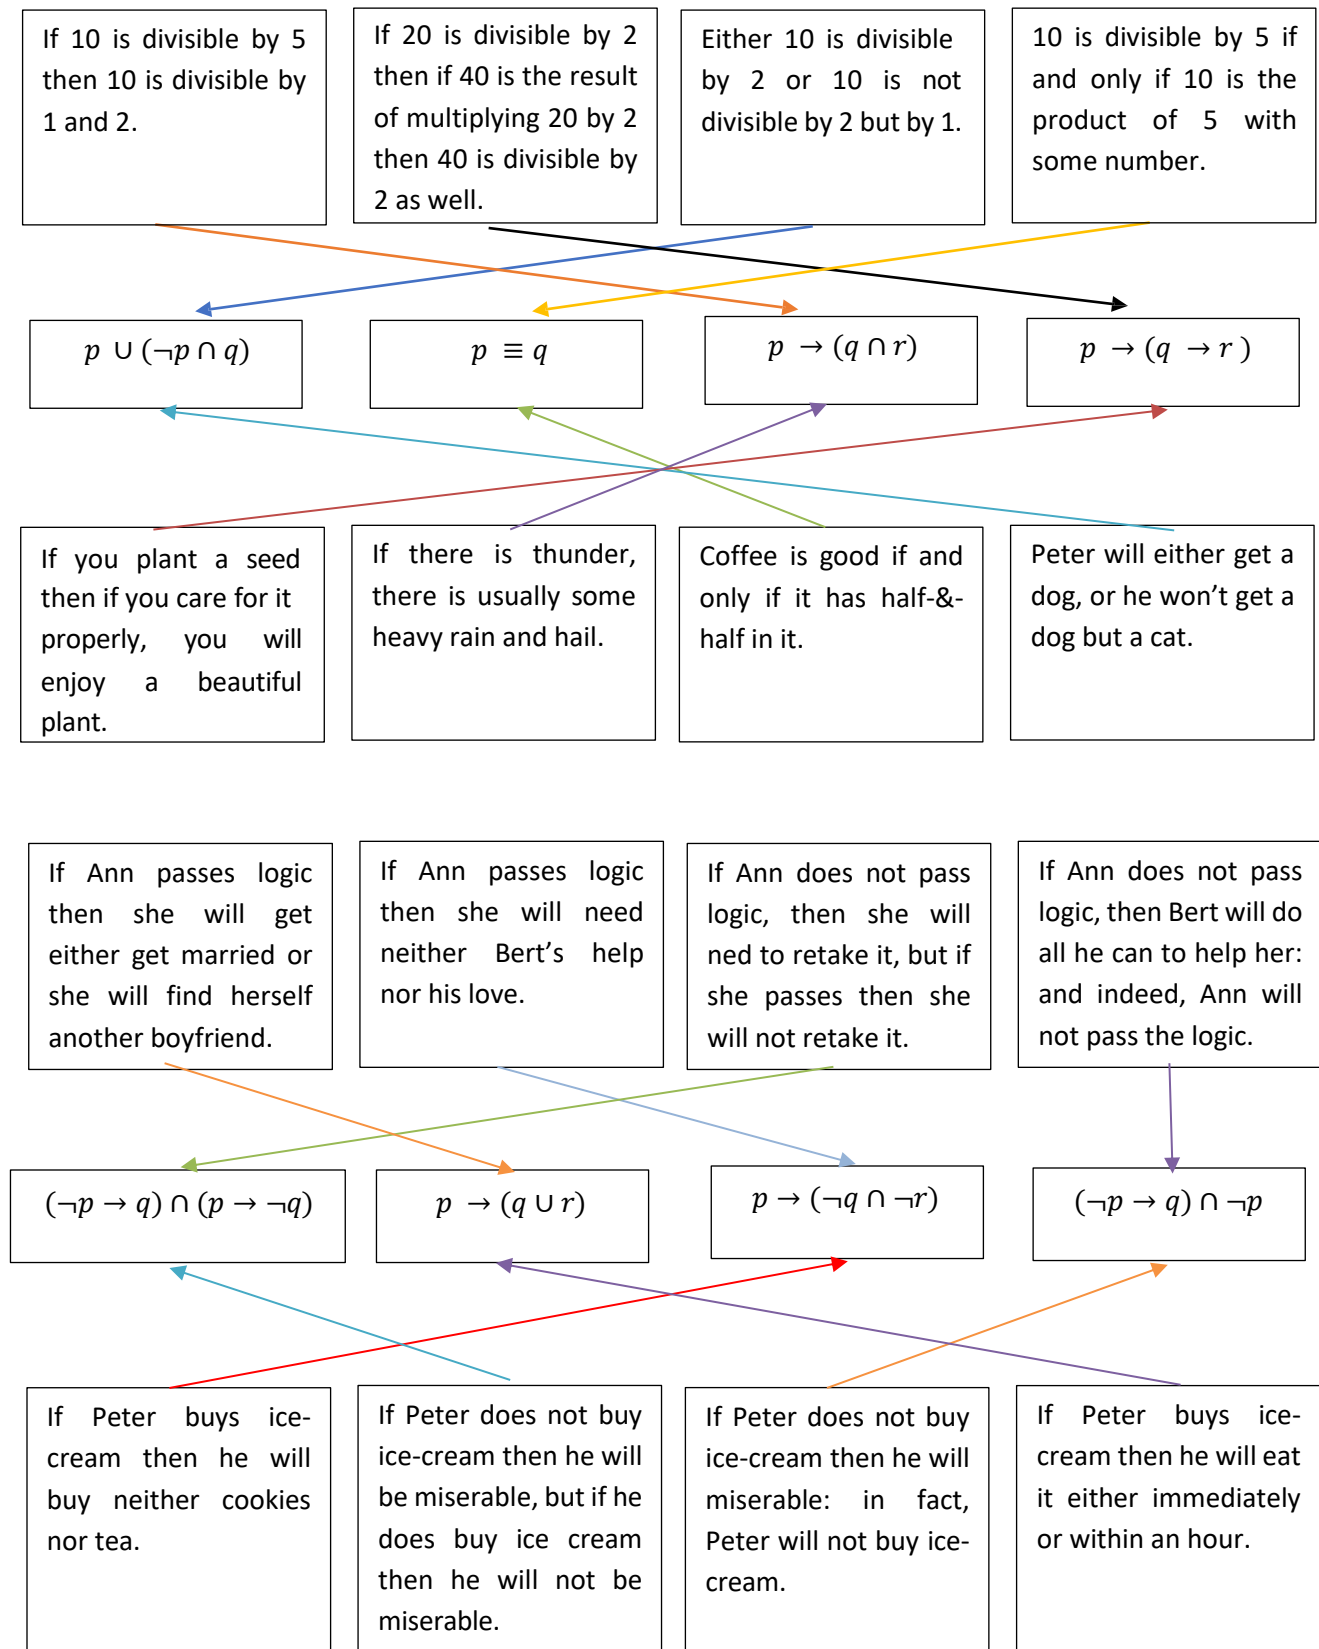 If 10 is divisible by 5
then 10 is divisible by
1 and 2.
If 20 is divisible by 2
then if 40 is the result
of multiplying 20 by 2
then 40 is divisible by
2 as well.
Either 10 is divisible
by 2 or 10 is not
divisible by 2 but by 1.
10 is divisible by 5 if
and only if 10 is the
product of 5 with
some number.
p ∪ (¬p ∩ q)
p ≡ q
p → (q ∩ r)
p → (q → r )
If you plant a seed
then if you care for it
properly, you will
enjoy a beautiful
plant.
If there is thunder,
there is usually some
heavy rain and hail.
Coffee is good if and
only if it has half-&-
half in it.
Peter will either get a
dog, or he won’t get a
dog but a cat.
If Ann passes logic
then she will get
either get married or
she will find herself
another boyfriend.
If Ann passes logic
then she will need
neither Bert’s help
nor his love.
If Ann does not pass
logic, then she will
ned to retake it, but if
she passes then she
will not retake it.
If Ann does not pass
logic, then Bert will do
all he can to help her:
and indeed, Ann will
not pass the logic.
(¬p → q) ∩ (p → ¬q)
p → (q ∪ r)
p → (¬q ∩ ¬r)
(¬p → q) ∩ ¬p
If Peter buys ice-
cream then he will
buy neither cookies
nor tea.
If Peter does not buy
ice-cream then he will
be miserable, but if he
does buy ice cream
then he will not be
miserable.
If Peter does not buy
ice-cream then he will
miserable: in fact,
Peter will not buy ice-
cream.
If Peter buys ice-
cream then he will eat
it either immediately
or within an hour.